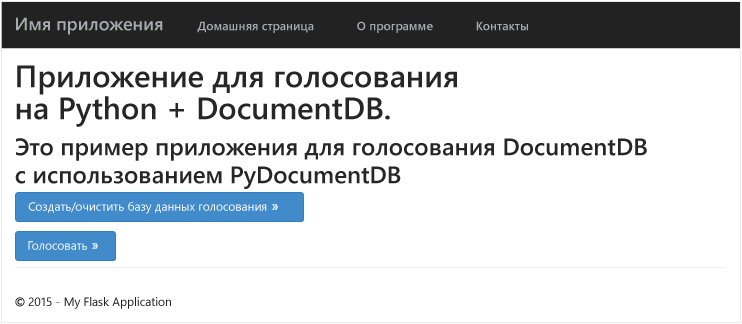 Имя приложения Домашняя страница О программе Контакты
Приложение для голосования
на Python + DocumentDB.
Это пример приложения для голосования DocumentDB
с использованием PyDocumentDB
Создать/очистить базу данных голосования »
Голосовать »
© 2015 - My Flask Application